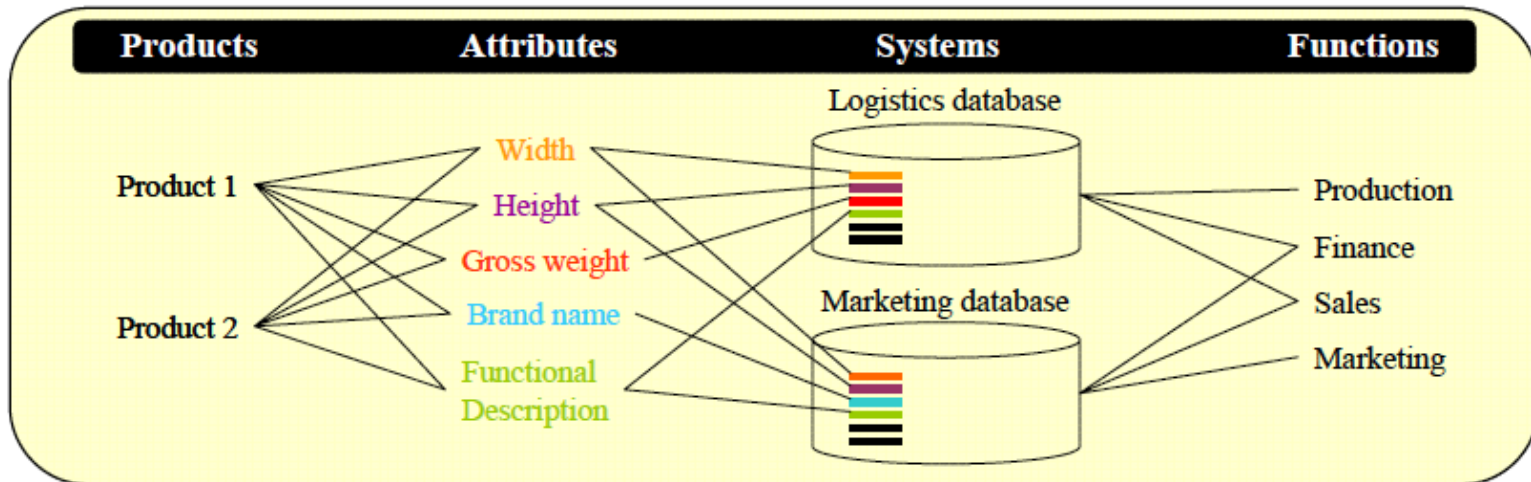 Products Attributes Systems Functions
Logistics database
Width
Product 1
Production
Height
Finance
Gross weight
Marketing database
Sales
Brand name
Product 2
Marketing
Functional
Description